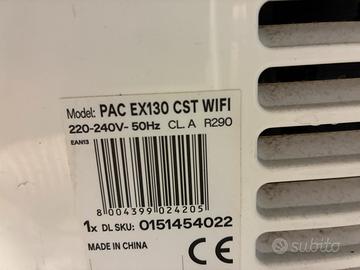 Model: PAC EX130 CST WIFI
220-240V- 50Hz CL. A R290
EAN13
8 004399 024205
1x DL SKU: 0151454022
MADE IN CHINA CE
subito